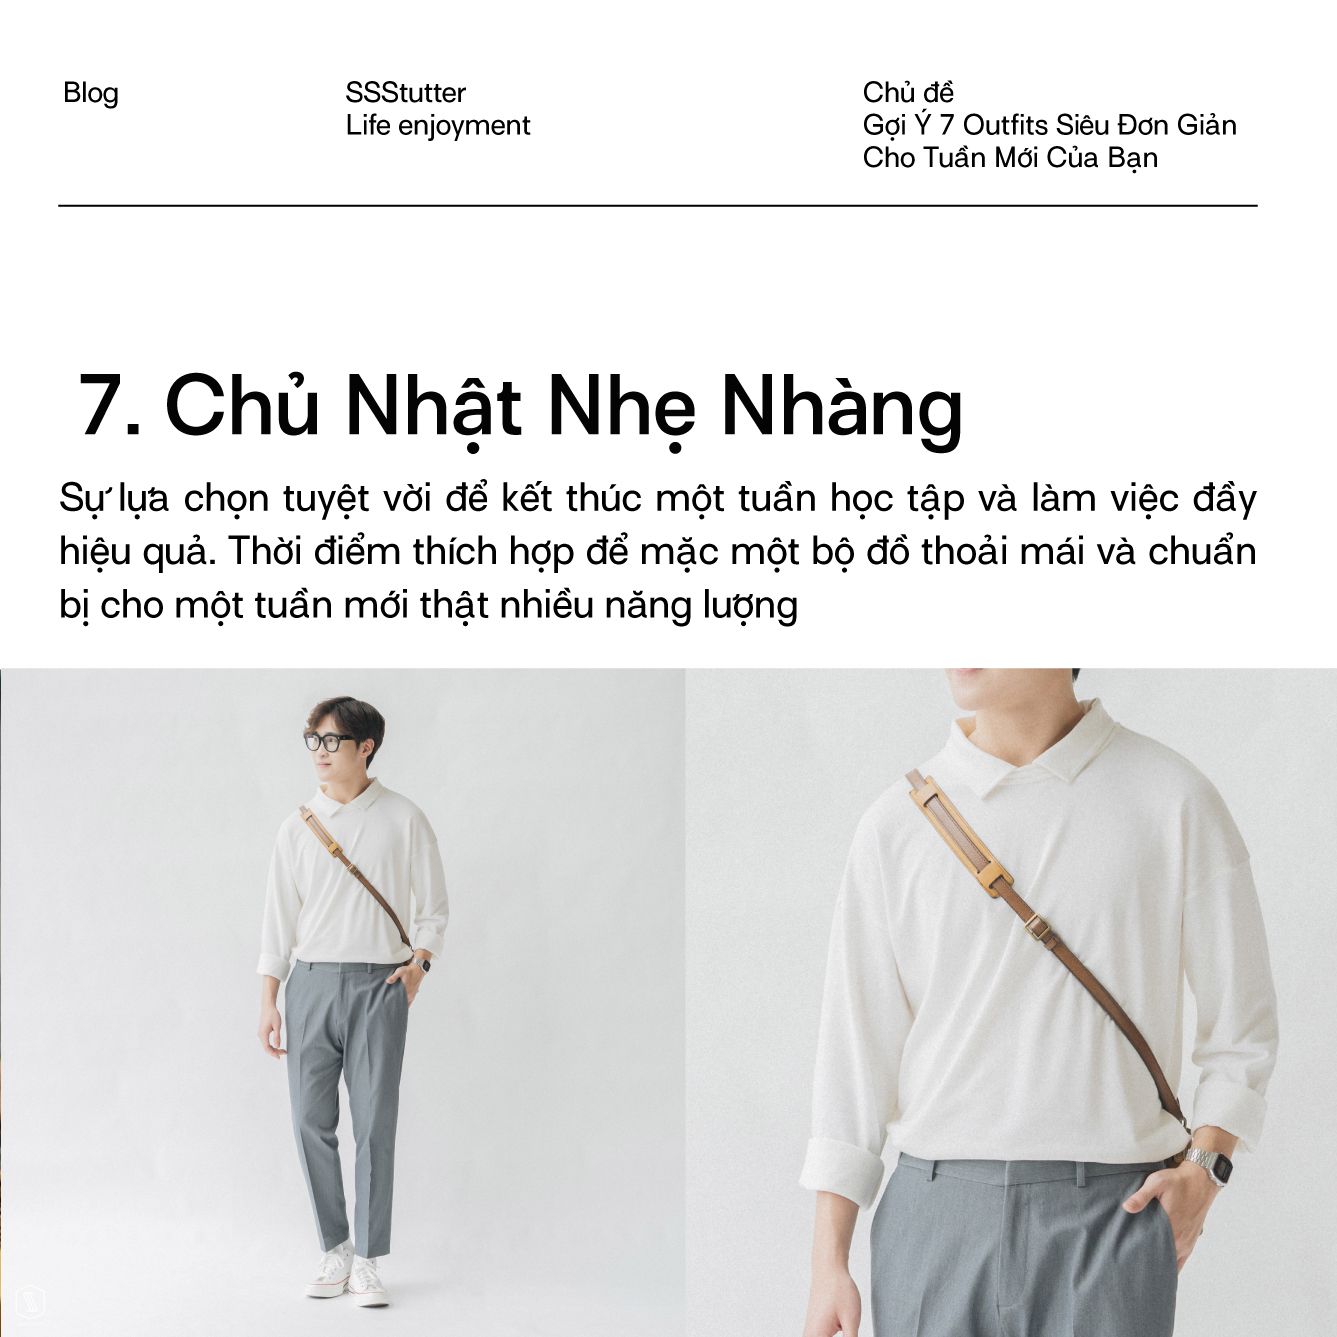 Blog
SSStutter
Life enjoyment
Chủ đề
Gợi Ý 7 Outfits Siêu Đơn Giản
Cho Tuần Mới Của Bạn
7. Chủ Nhật Nhẹ Nhàng
Sự lựa chọn tuyệt vời để kết thúc một tuần học tập và làm việc đầy
hiệu quả. Thời điểm thích hợp để mặc một bộ đồ thoải mái và chuẩn
bị cho một tuần mới thật nhiều năng lượng